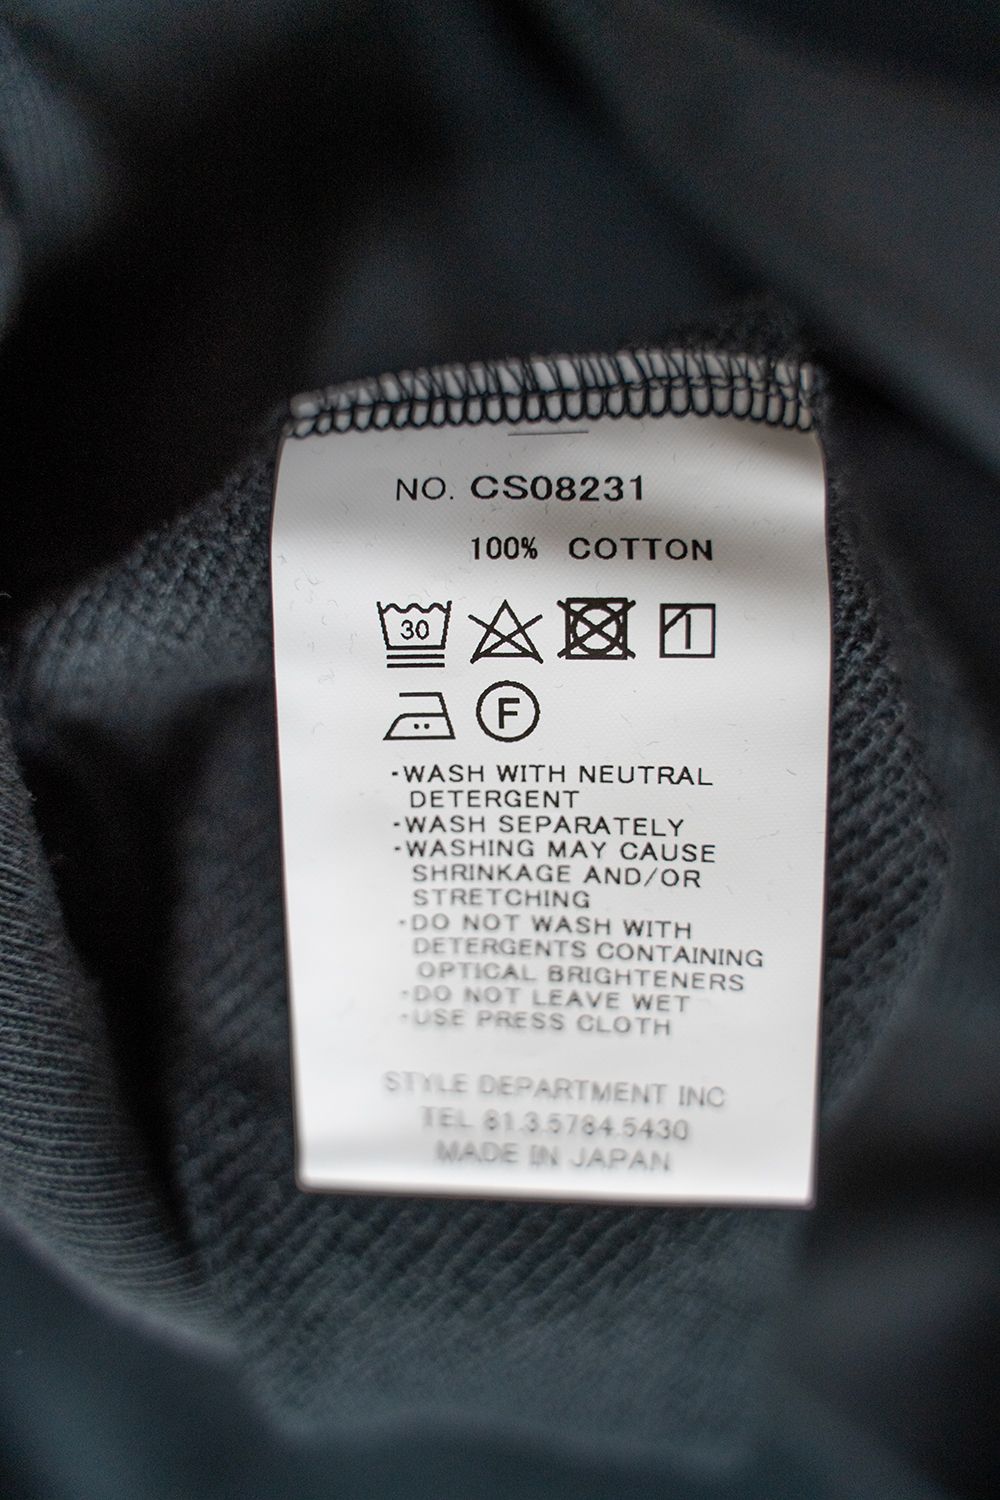 NO. CS08231
100% COTTON
30
F
·WASH WITH NEUTRAL
DETERGENT
·WASH SEPARATELY
·WASHING MAY CAUSE
SHRINKAGE AND/OR
STRETCHING
·DO NOT WASH WITH
DETERGENTS CONTAINING
OPTICAL BRIGHTENERS
·DO NOT LEAVE WET
·USE PRESS CLOTH
STYLE DEPARTMENT INC
TEL 81.3.5784.5430
MADE IN JAPAN